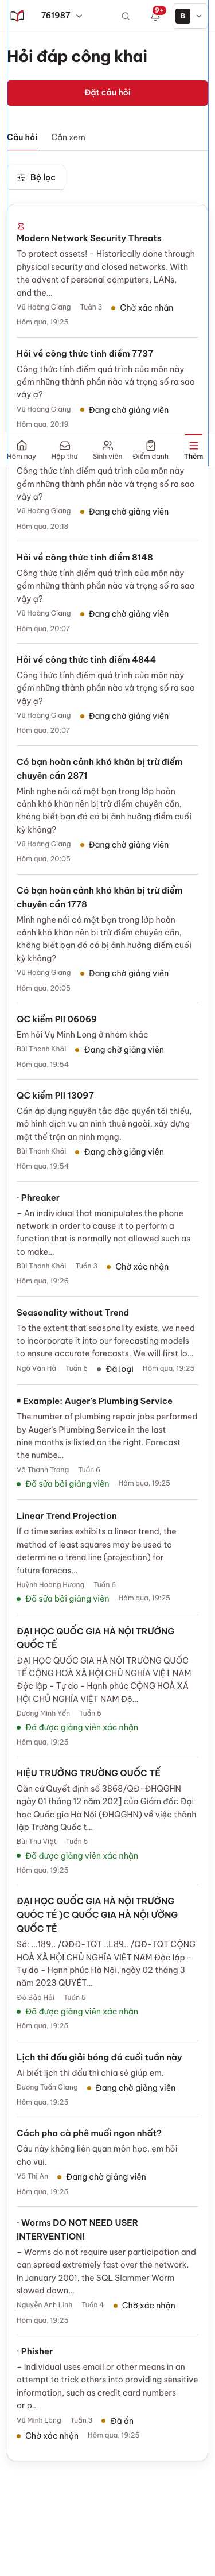 761987
9+
B
Hỏi đáp công khai
Đặt câu hỏi
Câu hỏi Cần xem
Bộ lọc
Modern Network Security Threats
To protect assets! – Historically done through
physical security and closed networks. With
the advent of personal computers, LANs,
and the…
Vũ Hoàng Giang Tuần 3 Chờ xác nhận
Hôm qua, 19:25
Hỏi về công thức tính điểm 7737
Công thức tính điểm quá trình của môn này
gồm những thành phần nào và trọng số ra sao
vậy ạ?
Vũ Hoàng Giang Đang chờ giảng viên
Hôm qua, 20:19
Hôm nay Hộp thư Sinh viên Điểm danh Thêm
Công thức tính điểm quá trình của môn này
gồm những thành phần nào và trọng số ra sao
vậy ạ?
Vũ Hoàng Giang Đang chờ giảng viên
Hôm qua, 20:18
Hỏi về công thức tính điểm 8148
Công thức tính điểm quá trình của môn này
gồm những thành phần nào và trọng số ra sao
vậy ạ?
Vũ Hoàng Giang Đang chờ giảng viên
Hôm qua, 20:07
Hỏi về công thức tính điểm 4844
Công thức tính điểm quá trình của môn này
gồm những thành phần nào và trọng số ra sao
vậy ạ?
Vũ Hoàng Giang Đang chờ giảng viên
Hôm qua, 20:07
Có bạn hoàn cảnh khó khăn bị trừ điểm
chuyên cần 2871
Mình nghe nói có một bạn trong lớp hoàn
cảnh khó khăn nên bị trừ điểm chuyên cần,
không biết bạn đó có bị ảnh hưởng điểm cuối
kỳ không?
Vũ Hoàng Giang Đang chờ giảng viên
Hôm qua, 20:05
Có bạn hoàn cảnh khó khăn bị trừ điểm
chuyên cần 1778
Mình nghe nói có một bạn trong lớp hoàn
cảnh khó khăn nên bị trừ điểm chuyên cần,
không biết bạn đó có bị ảnh hưởng điểm cuối
kỳ không?
Vũ Hoàng Giang Đang chờ giảng viên
Hôm qua, 20:05
QC kiểm PII 06069
Em hỏi Vụ Minh Long ở nhóm khác
Bùi Thanh Khải Đang chờ giảng viên
Hôm qua, 19:54
QC kiểm PII 13097
Cần áp dụng nguyên tắc đặc quyền tối thiểu,
mô hình dịch vụ an ninh thuê ngoài, xây dựng
một thế trận an ninh mạng.
Bùi Thanh Khải Đang chờ giảng viên
Hôm qua, 19:54
· Phreaker
– An individual that manipulates the phone
network in order to cause it to perform a
function that is normally not allowed such as
to make…
Bùi Thanh Khải Tuần 3 Chờ xác nhận
Hôm qua, 19:26
Seasonality without Trend
To the extent that seasonality exists, we need
to incorporate it into our forecasting models
to ensure accurate forecasts. We will first lo…
Ngô Vân Hà Tuần 6 Đã loại Hôm qua, 19:25
▪ Example: Auger's Plumbing Service
The number of plumbing repair jobs performed
by Auger's Plumbing Service in the last
nine months is listed on the right. Forecast
the numbe…
Võ Thanh Trang Tuần 6
Đã sửa bởi giảng viên Hôm qua, 19:25
Linear Trend Projection
If a time series exhibits a linear trend, the
method of least squares may be used to
determine a trend line (projection) for
future forecas…
Huỳnh Hoàng Hương Tuần 6
Đã sửa bởi giảng viên Hôm qua, 19:25
ĐẠI HỌC QUỐC GIA HÀ NỘI TRƯỜNG
QUỐC TẾ
ĐẠI HỌC QUỐC GIA HÀ NỘI TRƯỜNG QUỐC
TẾ CỘNG HOÀ XÃ HỘI CHỦ NGHĨA VIỆT NAM
Độc lập - Tự do - Hạnh phúc CỘNG HOÀ XÃ
HỘI CHỦ NGHĨA VIỆT NAM Độ…
Dương Minh Yến Tuần 5
Đã được giảng viên xác nhận
Hôm qua, 19:25
HIỆU TRƯỞNG TRƯỜNG QUỐC TẾ
Căn cứ Quyết định số 3868/QĐ-ĐHQGHN
ngày 01 tháng 12 năm 202] của Giám đốc Đại
học Quốc gia Hà Nội (ĐHQGHN) về việc thành
lập Trường Quốc t…
Bùi Thu Việt Tuần 5
Đã được giảng viên xác nhận
Hôm qua, 19:25
ĐẠI HỌC QUỐC GIA HÀ NỘI TRƯỜNG
QUÓC TÉ )C QUỐC GIA HÀ NỘI ƯỜNG
QUỐC TẾ
Số: ...189.. /QĐĐ-TQT ..L89.. /QĐ-TQT CỘNG
HOÀ XÃ HỘI CHỦ NGHĨA VIỆT NAM Độc lập -
Tự do - Hạnh phúc Hà Nội, ngày 02 tháng 3
năm 2023 QUYẾT…
Đỗ Bảo Hải Tuần 5
Đã được giảng viên xác nhận
Hôm qua, 19:25
Lịch thi đấu giải bóng đá cuối tuần này
Ai biết lịch thi đấu thì chia sẻ giúp em.
Dương Tuấn Giang Đang chờ giảng viên
Hôm qua, 19:25
Cách pha cà phê muối ngon nhất?
Câu này không liên quan môn học, em hỏi
cho vui.
Võ Thị An Đang chờ giảng viên
Hôm qua, 19:25
· Worms DO NOT NEED USER
INTERVENTION!
– Worms do not require user participation and
can spread extremely fast over the network.
In January 2001, the SQL Slammer Worm
slowed down…
Nguyễn Anh Linh Tuần 4 Chờ xác nhận
Hôm qua, 19:25
· Phisher
– Individual uses email or other means in an
attempt to trick others into providing sensitive
information, such as credit card numbers
or p…
Vũ Minh Long Tuần 3 Đã ẩn
Chờ xác nhận Hôm qua, 19:25